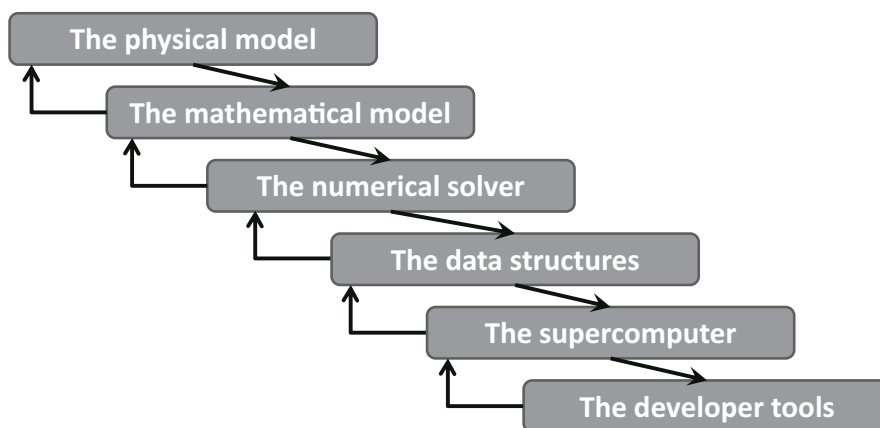 The physical model
The mathematical model
The numerical solver
The data structures
The supercomputer
The developer tools